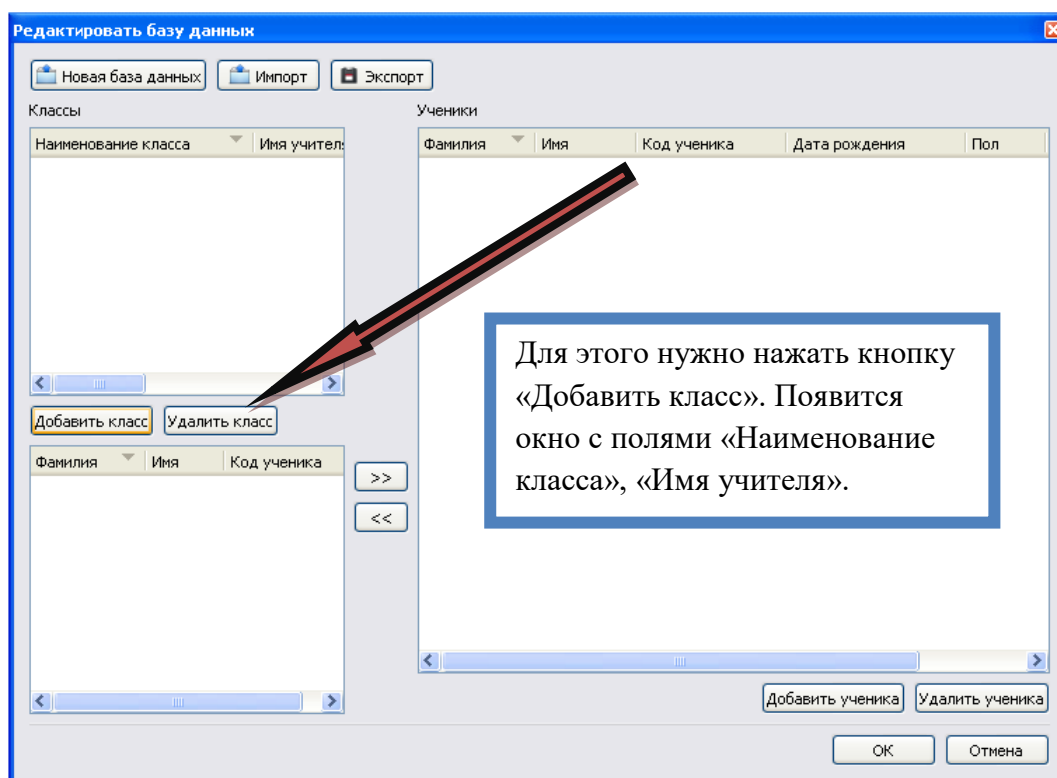 Редактировать базу данных
Новая база данных Импорт Экспорт
Классы Ученики
Наименование класса Имя учител
Фамилия Имя Код ученика Дата рождения Пол
Для этого нужно нажать кнопку
«Добавить класс». Появится
окно с полями «Наименование
класса», «Имя учителя».
Добавить класс Удалить класс
Фамилия Имя Код ученика
>>
<<
Добавить ученика Удалить ученика
ОК Отмена